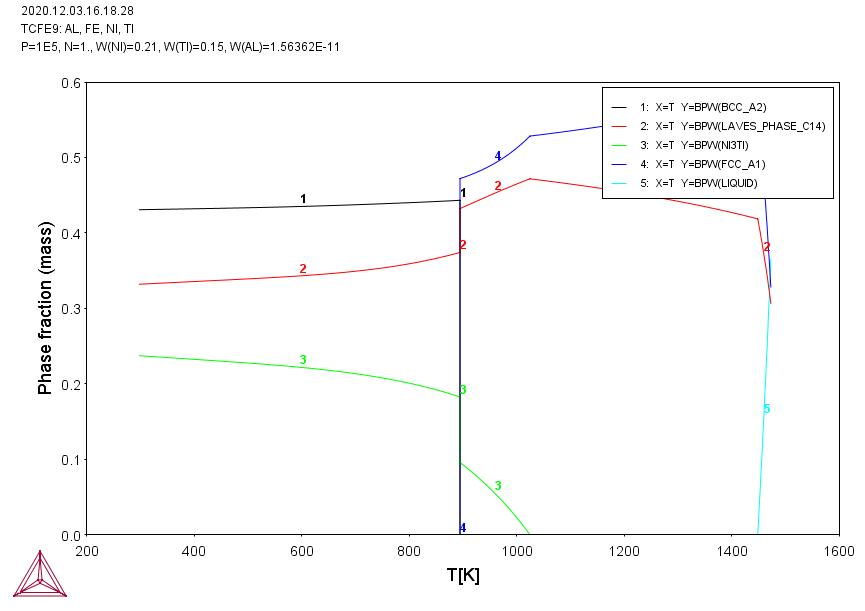 2020.12.03.16.18.28
TCFE9: AL, FE, NI, TI
P=1E5, N=1., W(NI)=0.21, W(TI)=0.15, W(AL)=1.56362E-11
0.6
1: X=T Y=BPW(BCC_A2)
2: X=T Y=BPW(LAVES_PHASE_C14)
3: X=T Y=BPW(NI3TI)
4: X=T Y=BPW(FCC_A1)
5: X=T Y=BPW(LIQUID)
0.5
4
2
1
1
0.4
2
2
2
0.3
3
3
0.2
5
0.1
3
4
0.0
Phase fraction (mass)
200 400 600 800 1000 1200 1400 1600
T[K]